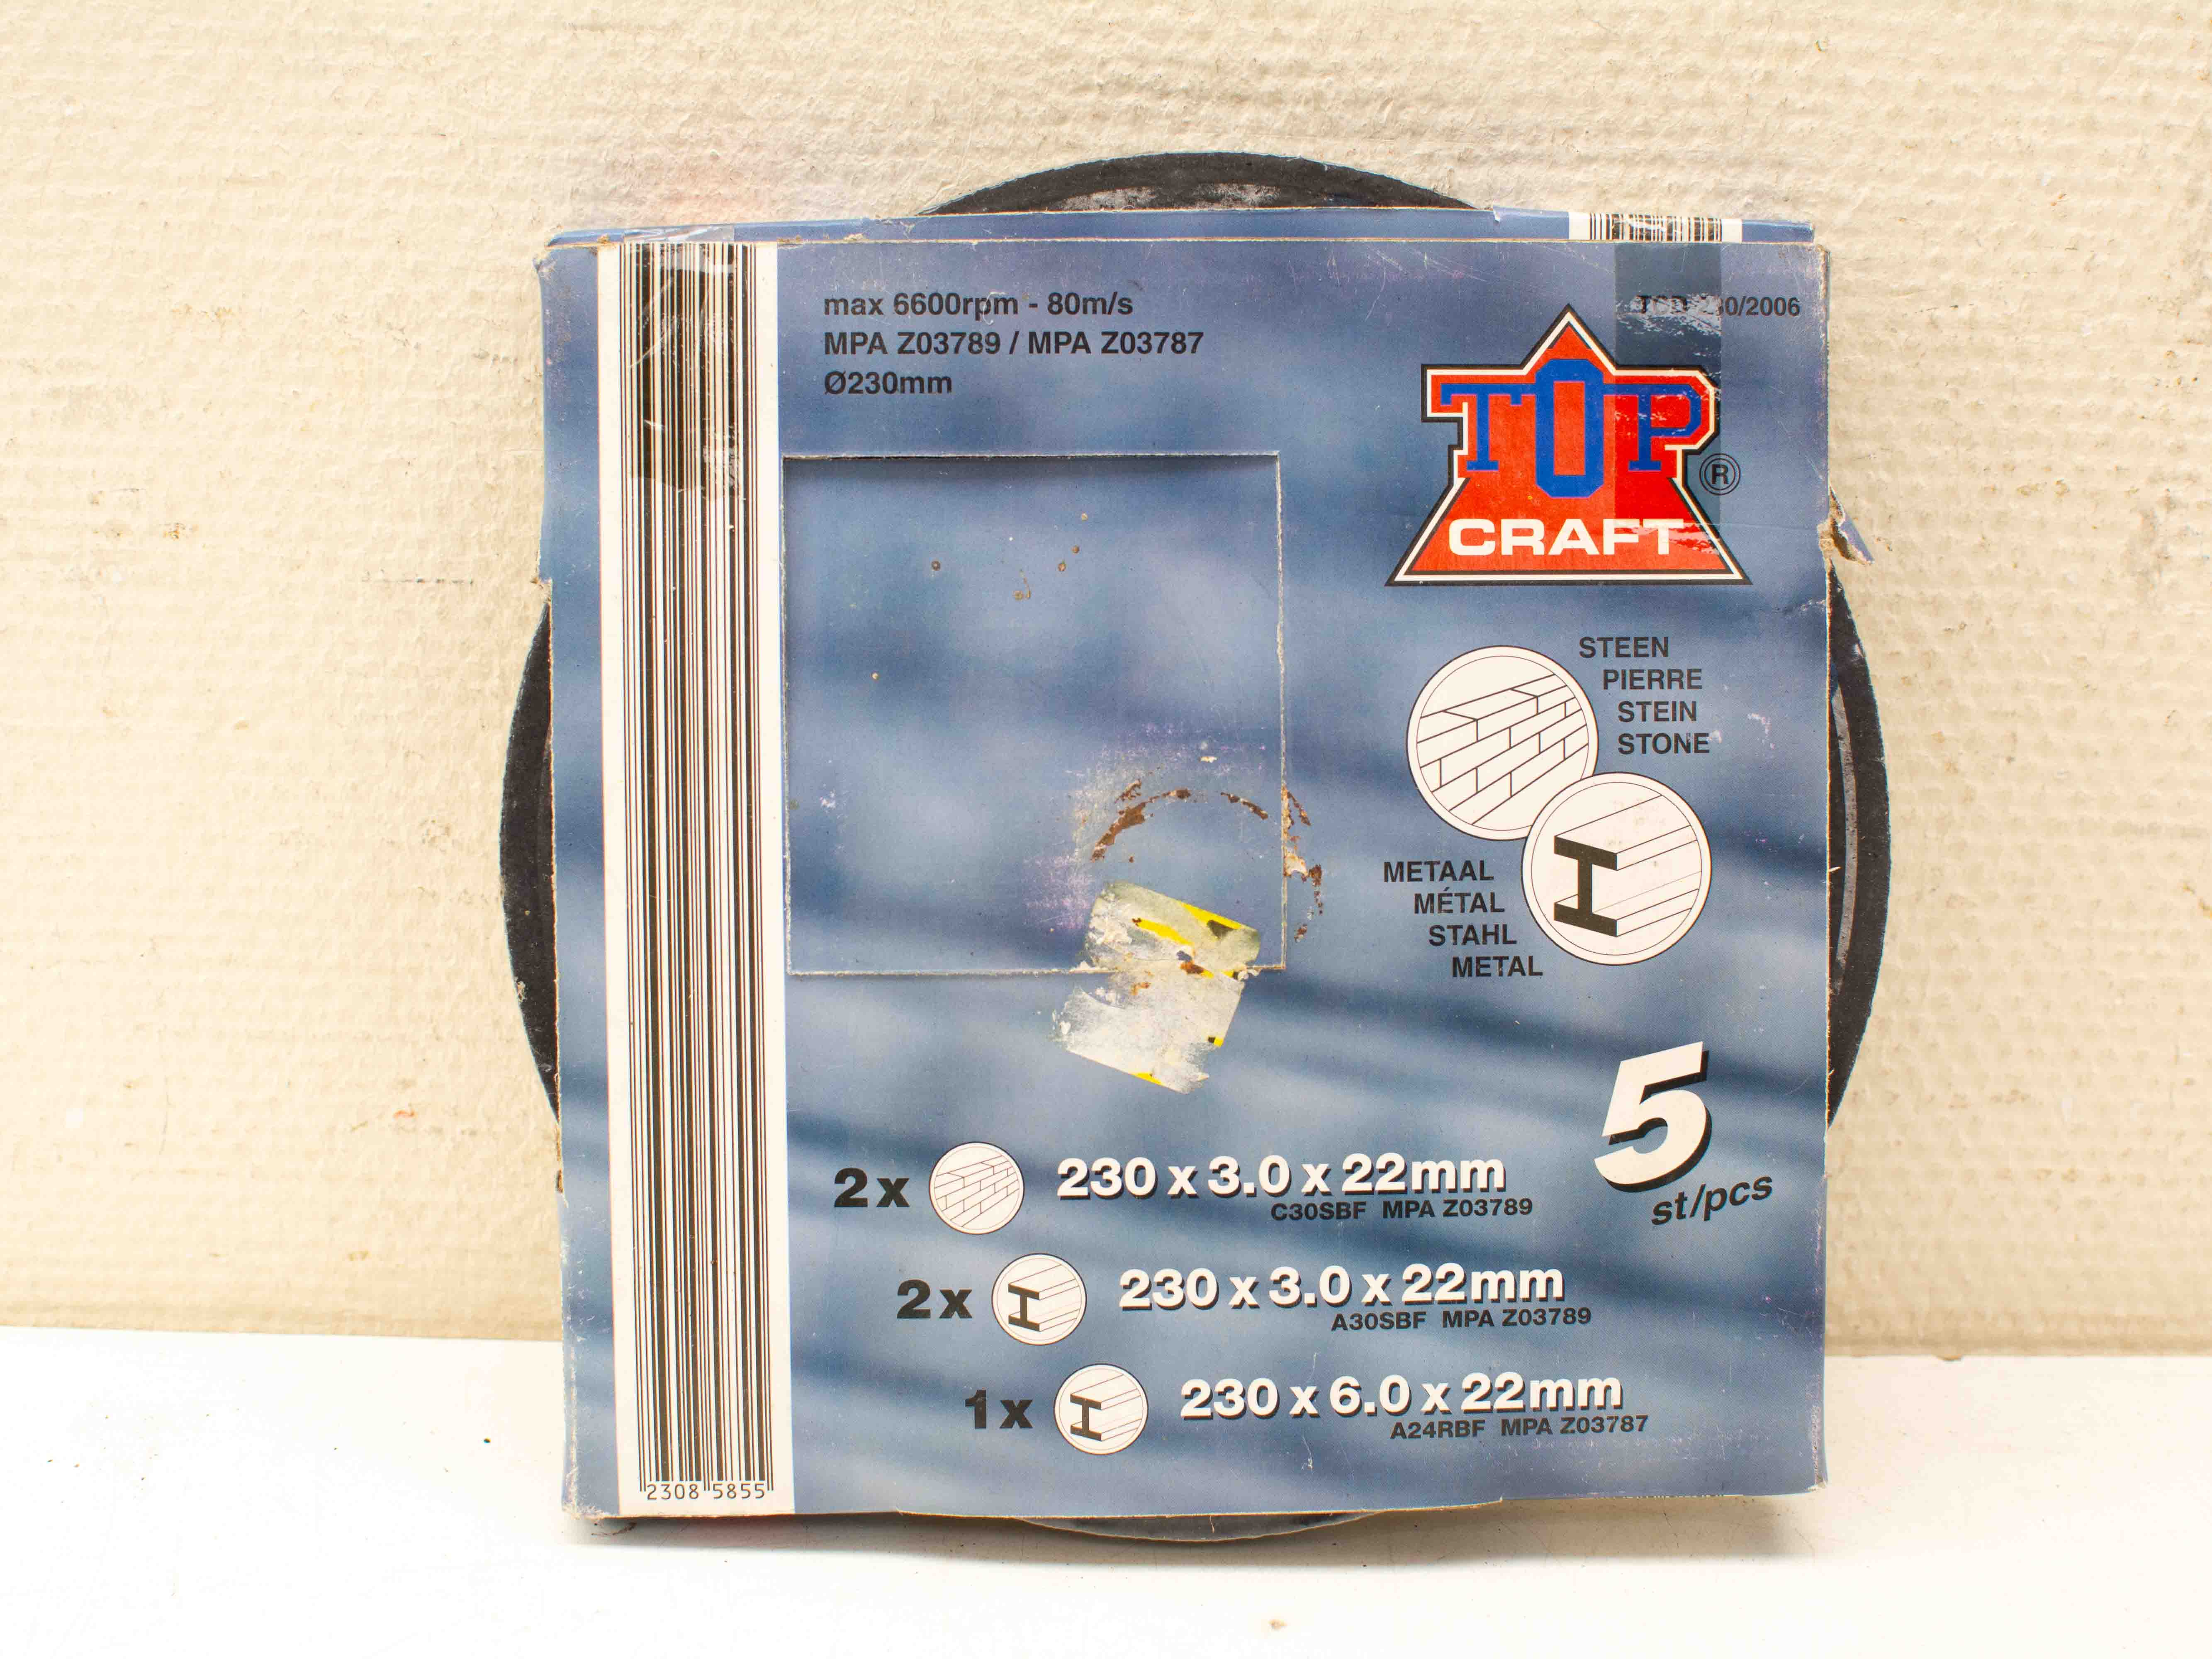 max 6600rpm - 80m/s
MPA Z03789 / MPA Z03787
Ø230mm
0/2006
TOP
®
CRAFT
STEEN
PIERRE
STEIN
STONE
METAAL
MÉTAL
STAHL
METAL
5
st/pcs
2x 230 x 3.0 x 22mm
C30SBF MPA Z03789
2x 230 x 3.0 x 22mm
A30SBF MPA Z03789
1x 230 x 6.0 x 22mm
A24RBF MPA Z03787
2308 5855